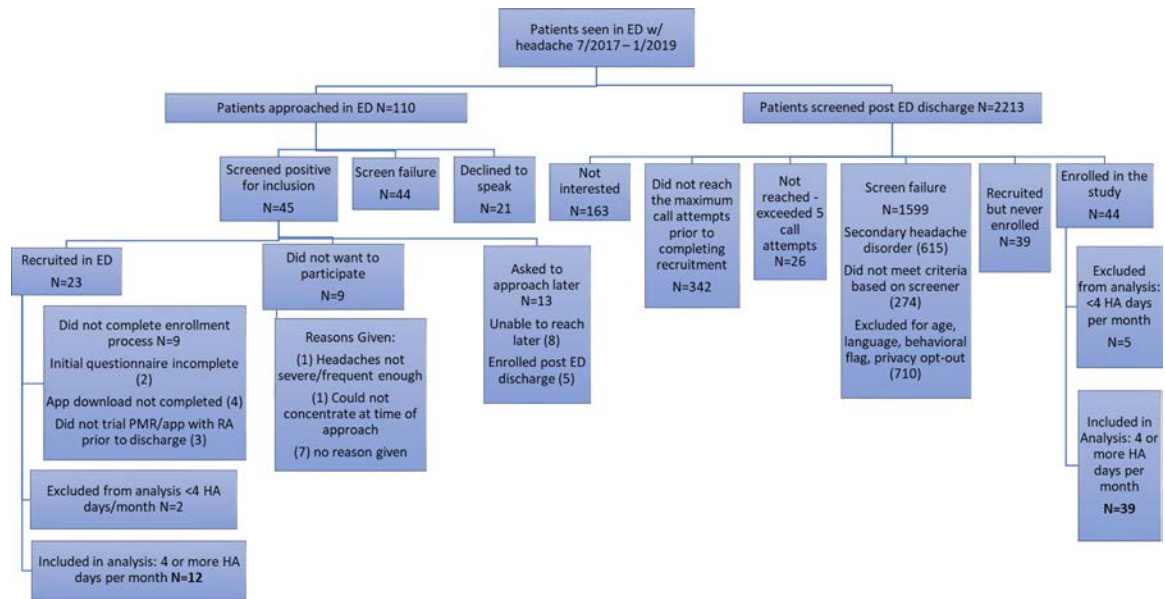 Patients seen in ED w/
headache 7/2017 – 1/2019
Patients approached in ED N=110
Patients screened post ED discharge N=2213
Screened positive
for inclusion
N=45
Screen failure
N=44
Declined to
speak
N=21
Not
interested
N=163
Did not reach
the maximum
call attempts
prior to
completing
recruitment
N=342
Not
reached -
exceeded 5
call
attempts
N=26
Screen failure
N=1599
Secondary headache
disorder (615)
Did not meet criteria
based on screener
(274)
Excluded for age,
language, behavioral
flag, privacy opt-out
(710)
Recruited
but never
enrolled
N=39
Enrolled in the
study
N=44
Recruited in ED
N=23
Did not want to
participate
N=9
Asked to
approach later
N=13
Unable to reach
later (8)
Enrolled post ED
discharge (5)
Excluded
from analysis:
<4 HA days
per month
N=5
Did not complete enrollment
process N=9
Initial questionnaire incomplete
(2)
App download not completed (4)
Did not trial PMR/app with RA
prior to discharge (3)
Reasons Given:
(1) Headaches not
severe/frequent enough
(1) Could not
concentrate at time of
approach
(7) no reason given
Included in
Analysis: 4 or
more HA
days per
month
N=39
Excluded from analysis <4 HA
days/month N=2
Included in analysis: 4 or more HA
days per month N=12